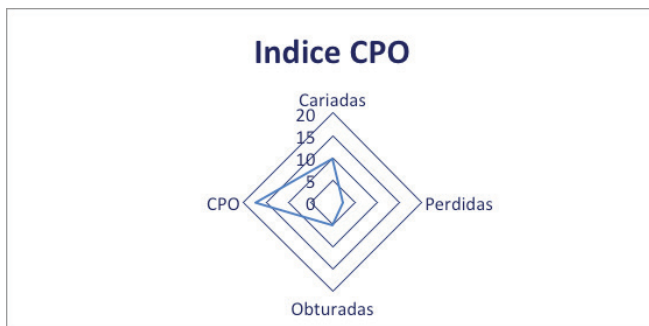 Indice CPO
Cariadas
20
15
10
5
CPO 0 Perdidas
Obturadas